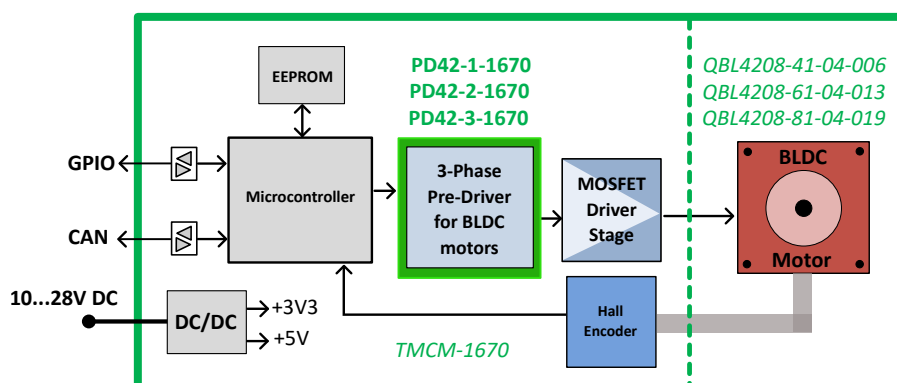 EEPROM
PD42-1-1670
PD42-2-1670
PD42-3-1670
QBL4208-41-04-006
QBL4208-61-04-013
QBL4208-81-04-019
GPIO
CAN
Microcontroller
3-Phase
Pre-Driver
for BLDC
motors
MOSFET
Driver
Stage
BLDC
Motor
10...28V DC
DC/DC
+3V3
+5V
TMCM-1670
Hall
Encoder